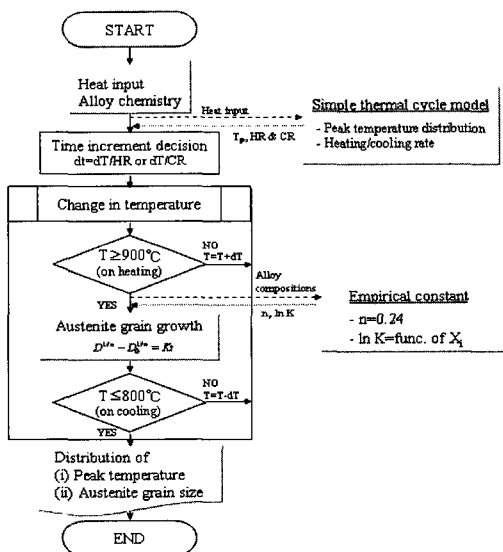 START
Heat input
Alloy chemistry
Heat input
Simple thermal cycle model
- Peak temperature distribution
- Heating/cooling rate
Tp, HR & CR
Time increment decision
dt=dT/HR or dT/CR
Change in temperature
T≥900°C
(on heating)
NO
T=T+dT
Alloy
compositions
YES
n, ln K
Empirical constant
- n=0.24
- ln K=func. of Xi
Austenite grain growth
D^1/n - D0^1/n = Kt
T≤800°C
(on cooling)
NO
T=T-dT
YES
Distribution of
(i) Peak temperature
(ii) Austenite grain size
END